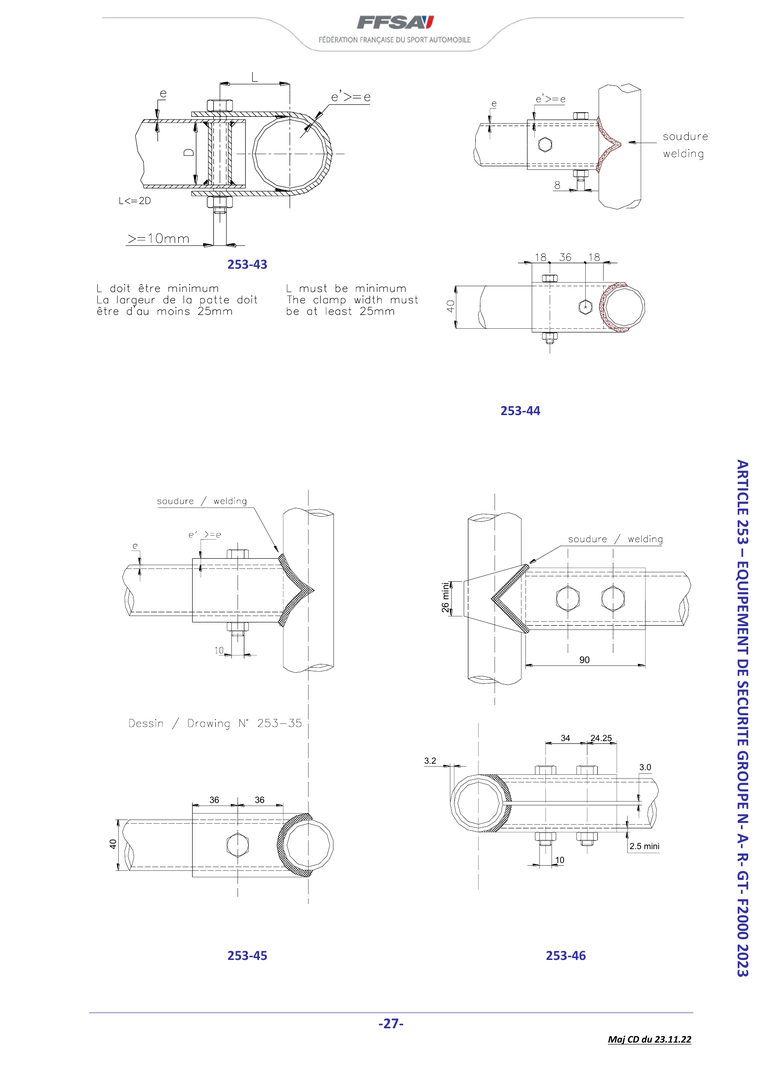 FFSA
FÉDÉRATION FRANÇAISE DU SPORT AUTOMOBILE
L
e
e'>=e
D
L<=2D
>=10mm
253-43
L doit être minimum
La largeur de la patte doit
être d'au moins 25mm
L must be minimum
The clamp width must
be at least 25mm
e
e'>=e
soudure
welding
8
18
36
18
40
253-44
soudure / welding
e' >=e
e
10
Dessin / Drawing N° 253-35
36
36
40
253-45
soudure / welding
26 mini
90
34
24.25
3.2
3.0
2.5 mini
10
253-46
ARTICLE 253 – EQUIPEMENT DE SECURITE GROUPE N- A- R- GT- F2000 2023
-27-
Maj CD du 23.11.22